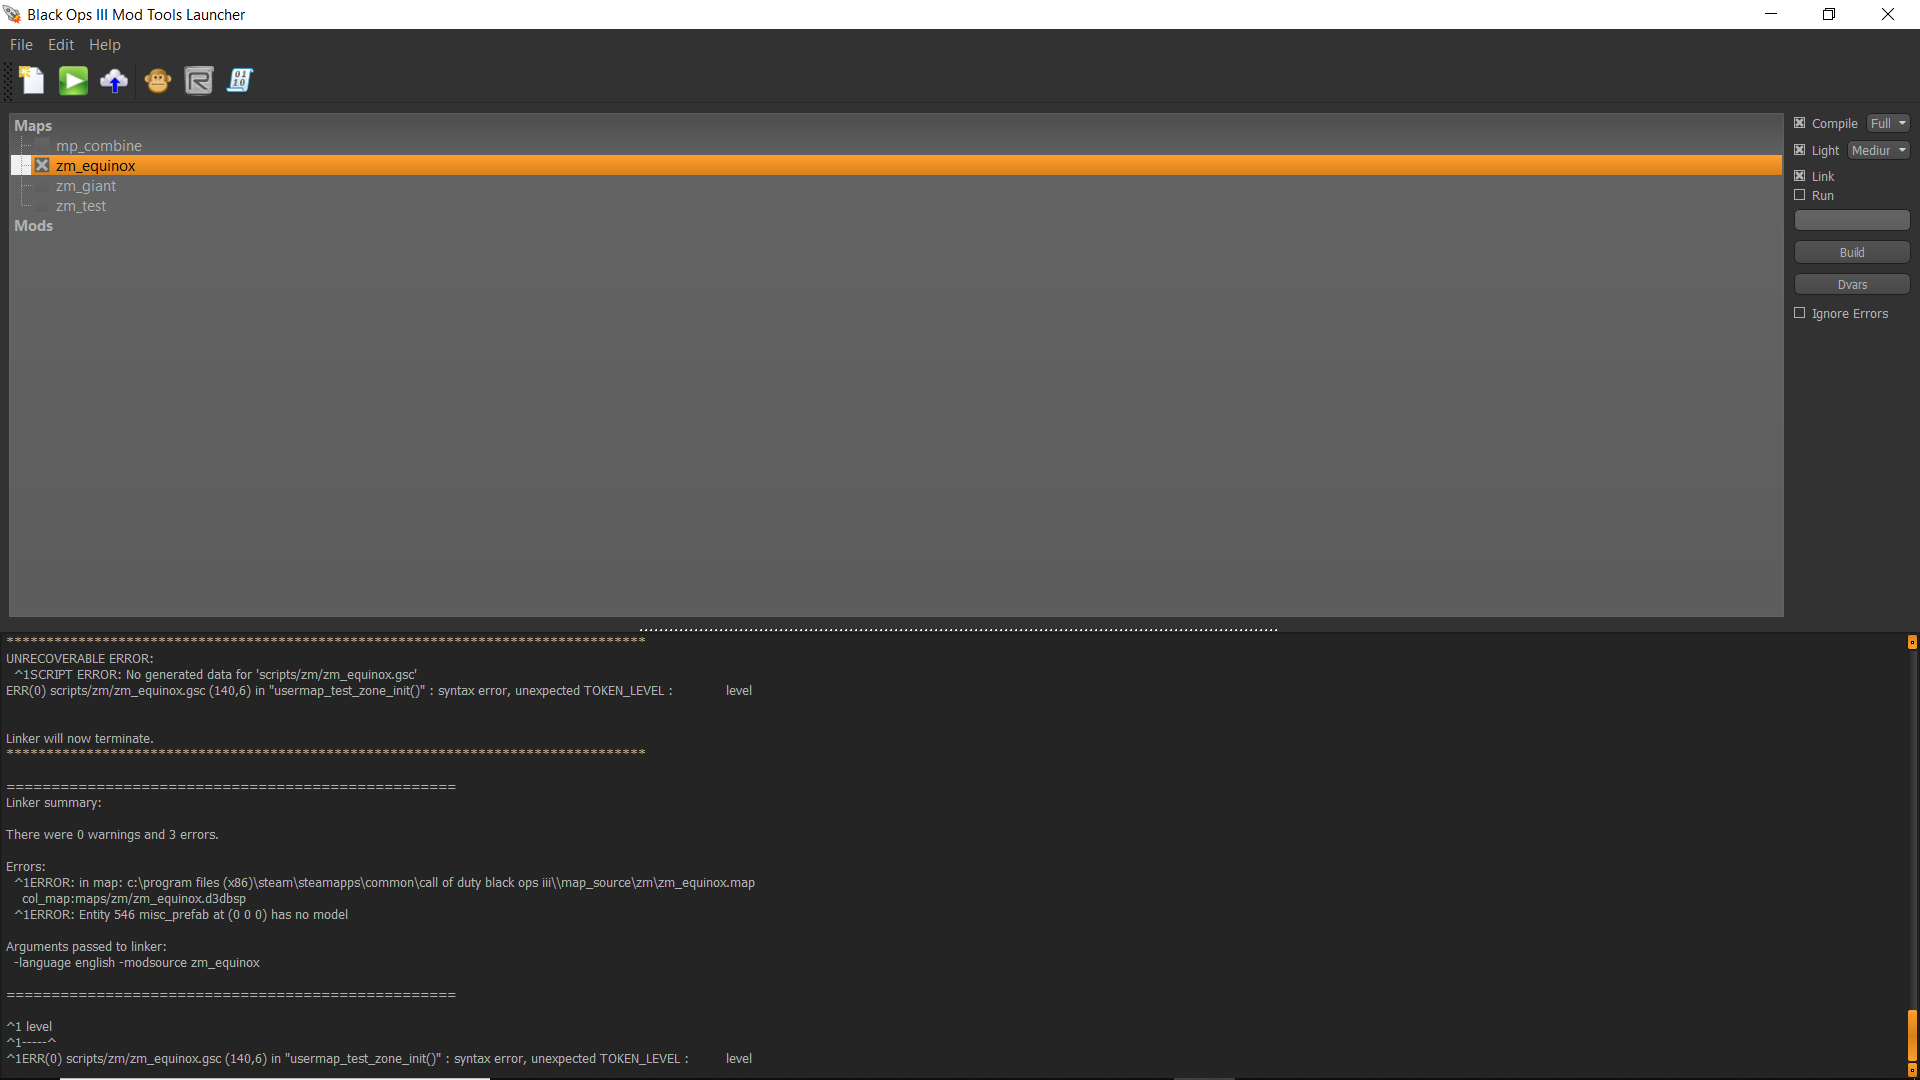 Black Ops III Mod Tools Launcher
File Edit Help
Maps
mp_combine
zm_equinox
zm_giant
zm_test
Mods
Compile Full
Light Mediur
Link
Run
Build
Dvars
Ignore Errors
********************************************************************************
UNRECOVERABLE ERROR:
^1SCRIPT ERROR: No generated data for 'scripts/zm/zm_equinox.gsc'
ERR(0) scripts/zm/zm_equinox.gsc (140,6) in "usermap_test_zone_init()" : syntax error, unexpected TOKEN_LEVEL : level
Linker will now terminate.
********************************************************************************
==================================================
Linker summary:
There were 0 warnings and 3 errors.
Errors:
^1ERROR: in map: c:\program files (x86)\steam\steamapps\common\call of duty black ops iii\\map_source\zm\zm_equinox.map
col_map:maps/zm/zm_equinox.d3dbsp
^1ERROR: Entity 546 misc_prefab at (0 0 0) has no model
Arguments passed to linker:
-language english -modsource zm_equinox
==================================================
^1 level
^1-----^
^1ERR(0) scripts/zm/zm_equinox.gsc (140,6) in "usermap_test_zone_init()" : syntax error, unexpected TOKEN_LEVEL : level